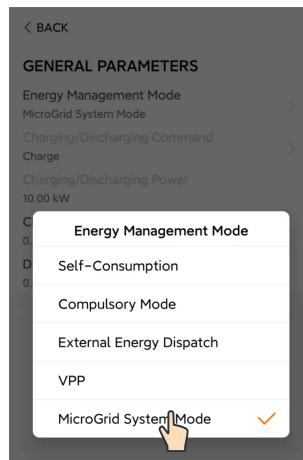 BACK
GENERAL PARAMETERS
Energy Management Mode
MicroGrid System Mode
Charging/Discharging Command
Charge
Charging/Discharging Power
10.00 kW
Energy Management Mode
Self-Consumption
Compulsory Mode
External Energy Dispatch
VPP
MicroGrid System Mode